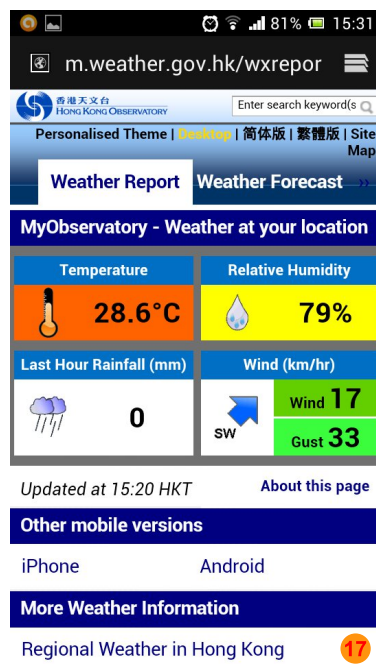 81% 15:31
m.weather.gov.hk/wxrepor
香港天文台
HONG KONG OBSERVATORY
Enter search keyword(s
Personalised Theme | Desktop | 简体版 | 繁體版 | Site
Map
Weather Report Weather Forecast »
MyObservatory - Weather at your location
Temperature Relative Humidity
28.6°C 79%
Last Hour Rainfall (mm) Wind (km/hr)
0 SW Wind 17
Gust 33
Updated at 15:20 HKT About this page
Other mobile versions
iPhone Android
More Weather Information
Regional Weather in Hong Kong 17